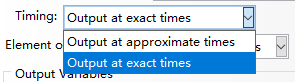 Timing: Output at exact times
Output at approximate times
Element o
s
Output at exact times
Output Variables